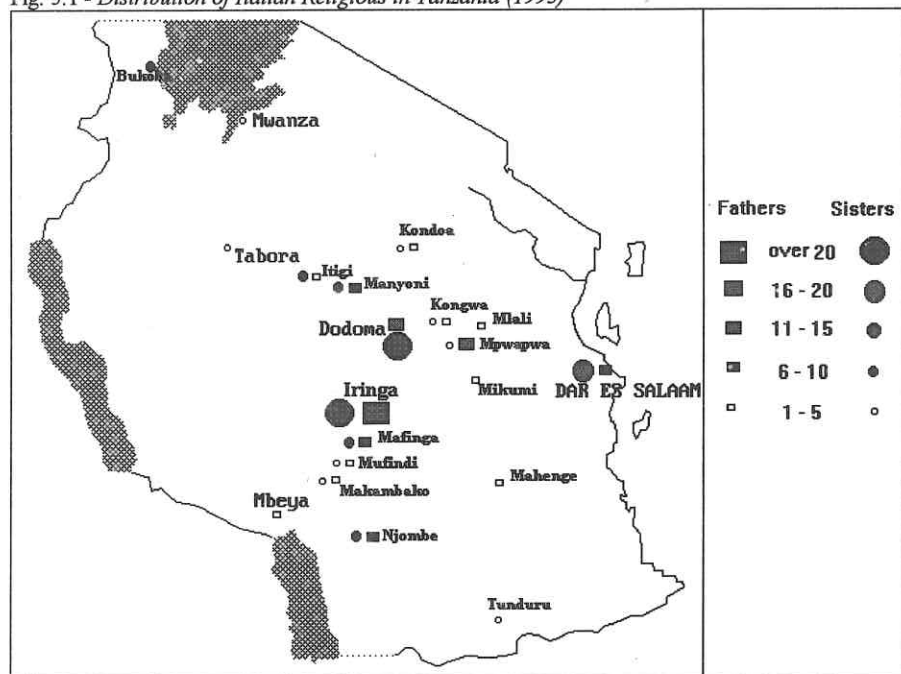 Fig. 5.1 - Distribution of Italian Religious in Tanzania (1995)
Bukoba
Mwanza
Fathers Sisters
over 20
16 - 20
11 - 15
6 - 10
1 - 5
Kondoa
Tabora
Itigi
Manyoni
Kongwa
Mlali
Dodoma
Mpwapwa
Mikumi
DAR ES SALAAM
Iringa
Mafinga
Mufindi
Makambako
Mahenge
Mbeya
Njombe
Tunduru